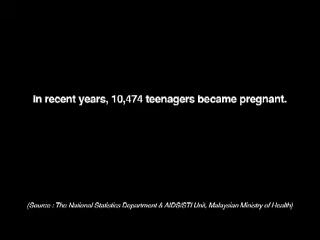 In recent years, 10,474 teenagers became pregnant.
(Source : The National Statistics Department & AIDS/STI Unit, Malaysian Ministry of Health)